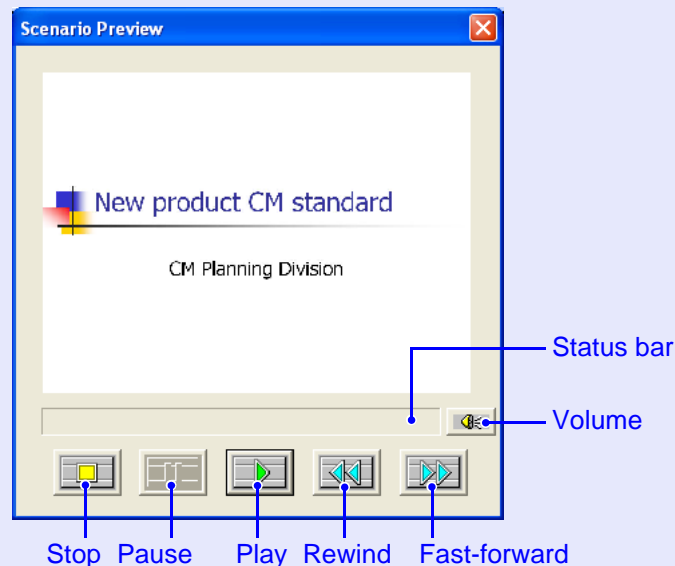 Scenario Preview
New product CM standard
CM Planning Division
Status bar
Volume
Stop Pause Play Rewind Fast-forward